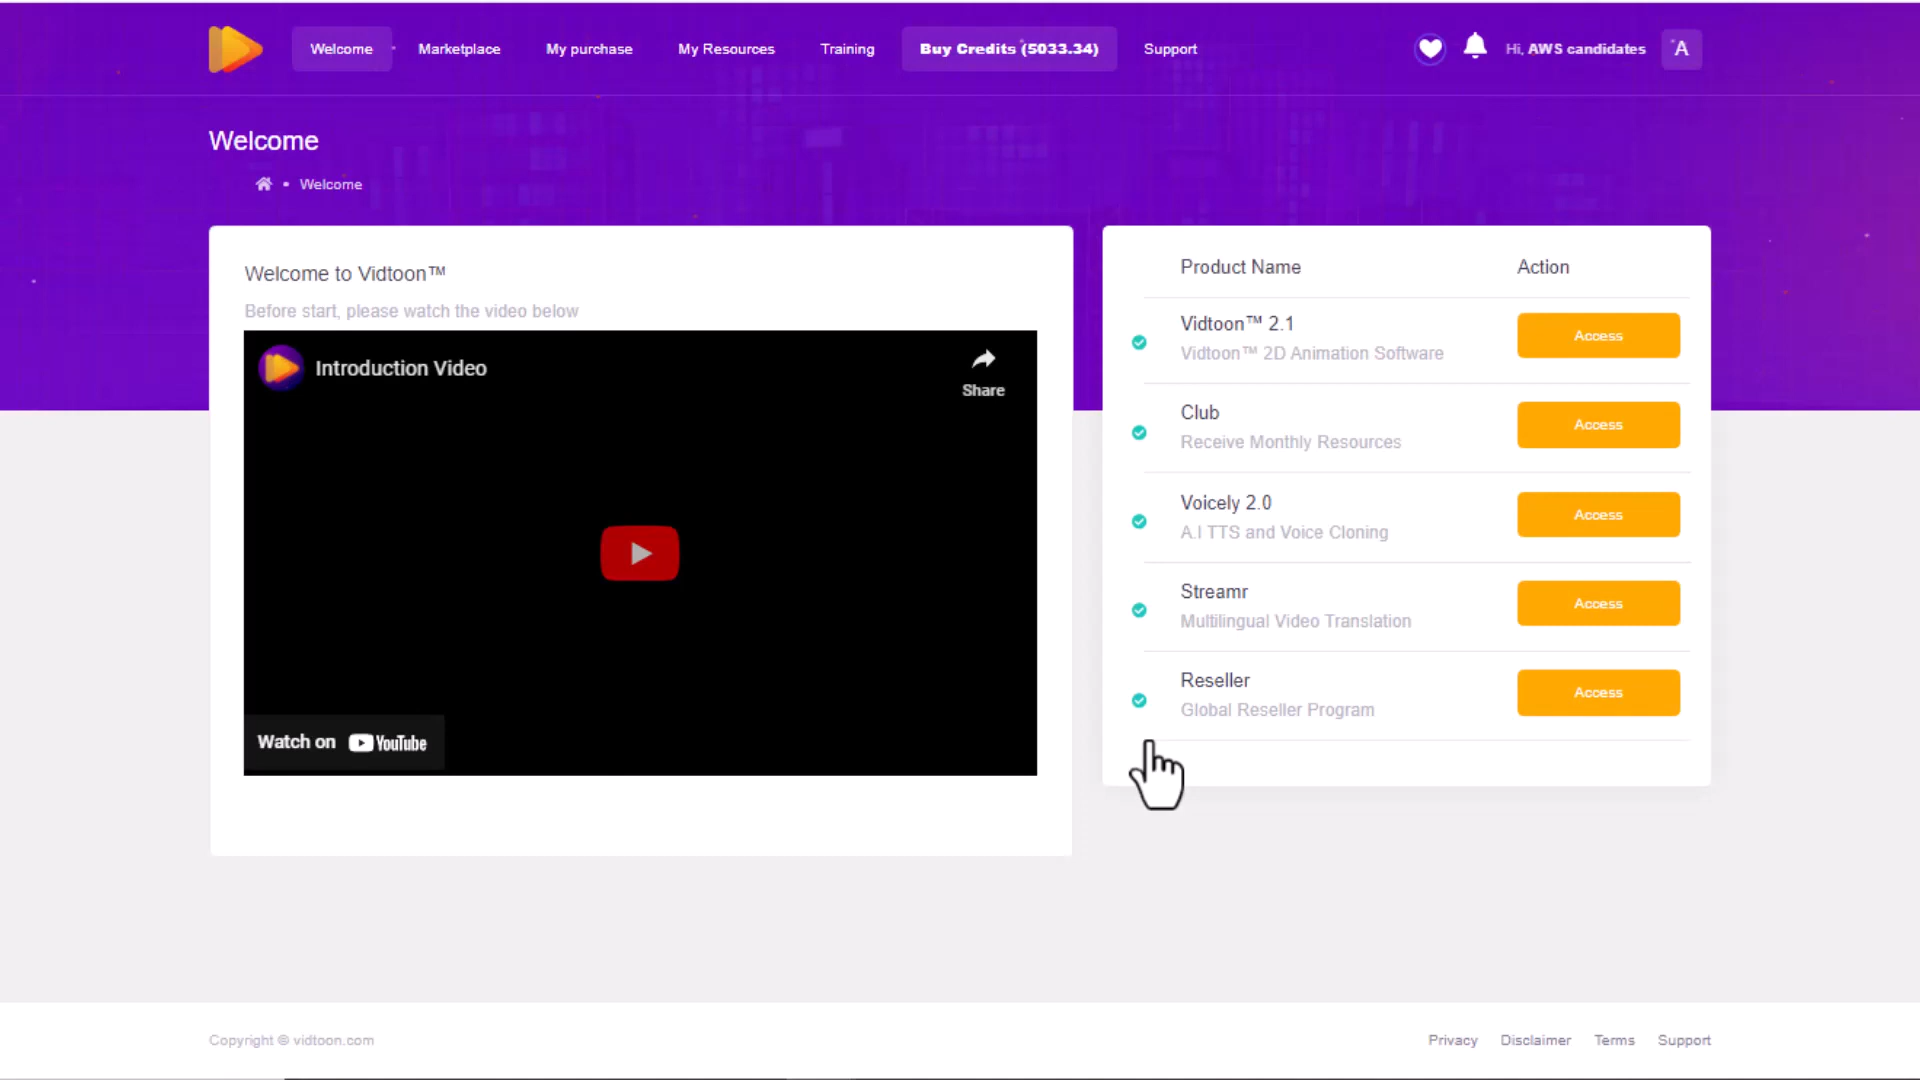 Welcome
Marketplace
My purchase
My Resources
Training
Buy Credits (5033.34)
Support
Hi, AWS candidates
A
Welcome
Welcome
Welcome to Vidtoon™
Before start, please watch the video below
Introduction Video
Share
Watch on YouTube
Product Name Action
Vidtoon™ 2.1
Vidtoon™ 2D Animation Software
Access
Club
Receive Monthly Resources
Access
Voicely 2.0
A.I TTS and Voice Cloning
Access
Streamr
Multilingual Video Translation
Access
Reseller
Global Reseller Program
Access
Copyright © vidtoon.com
Privacy Disclaimer Terms Support